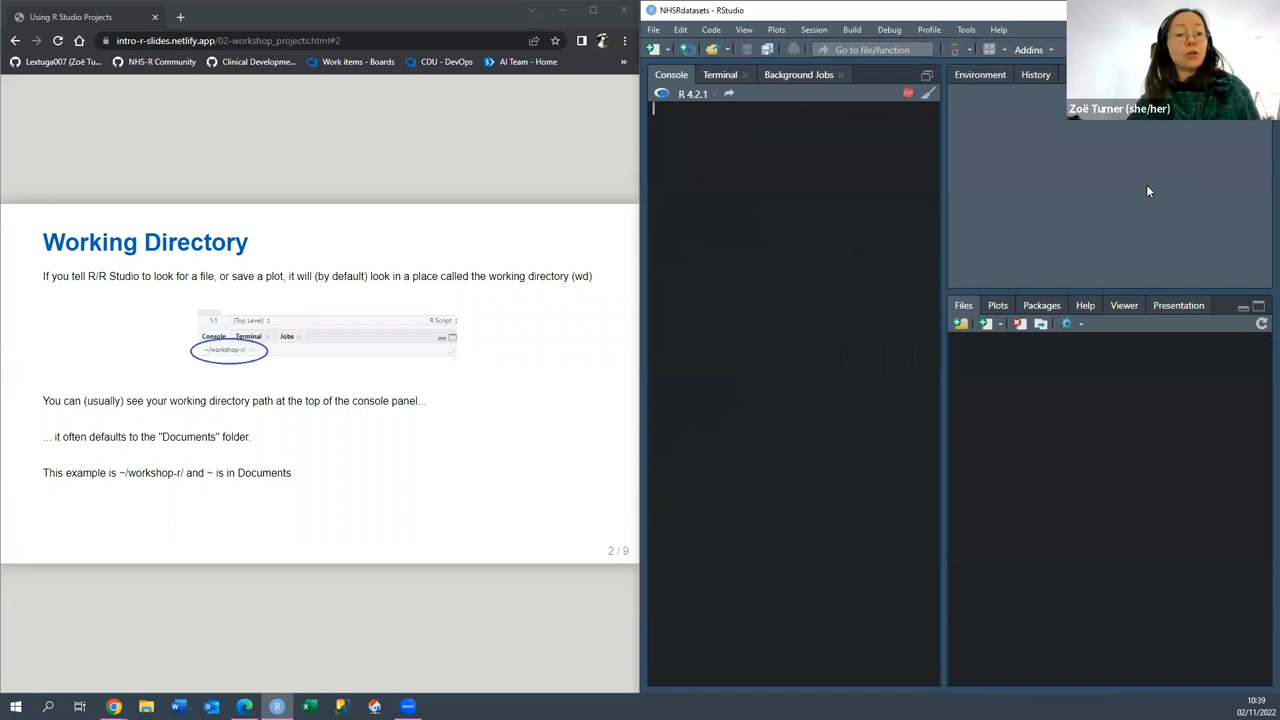 Using R Studio Projects
intro-r-slides.netlify.app/02-workshop_projects.html#2
Lextuga007 (Zoë Tu...
NHS-R Community
Clinical Developme...
Work items - Boards
CDU - DevOps
AI Team - Home
»
Working Directory
If you tell R/R Studio to look for a file, or save a plot, it will (by default) look in a place called the working directory (wd)
1:1 (Top Level) R Script
Console Terminal Jobs
~/workshop-r/
You can (usually) see your working directory path at the top of the console panel...
... it often defaults to the "Documents" folder.
This example is ~/workshop-r/ and ~ is in Documents
2 / 9
NHSRdatasets - RStudio
File Edit Code View Plots Session Build Debug Profile Tools Help
Go to file/function
Addins
Console Terminal Background Jobs
R 4.2.1
Environment History
Zoë Turner (she/her)
Files Plots Packages Help Viewer Presentation
10:39
02/11/2022